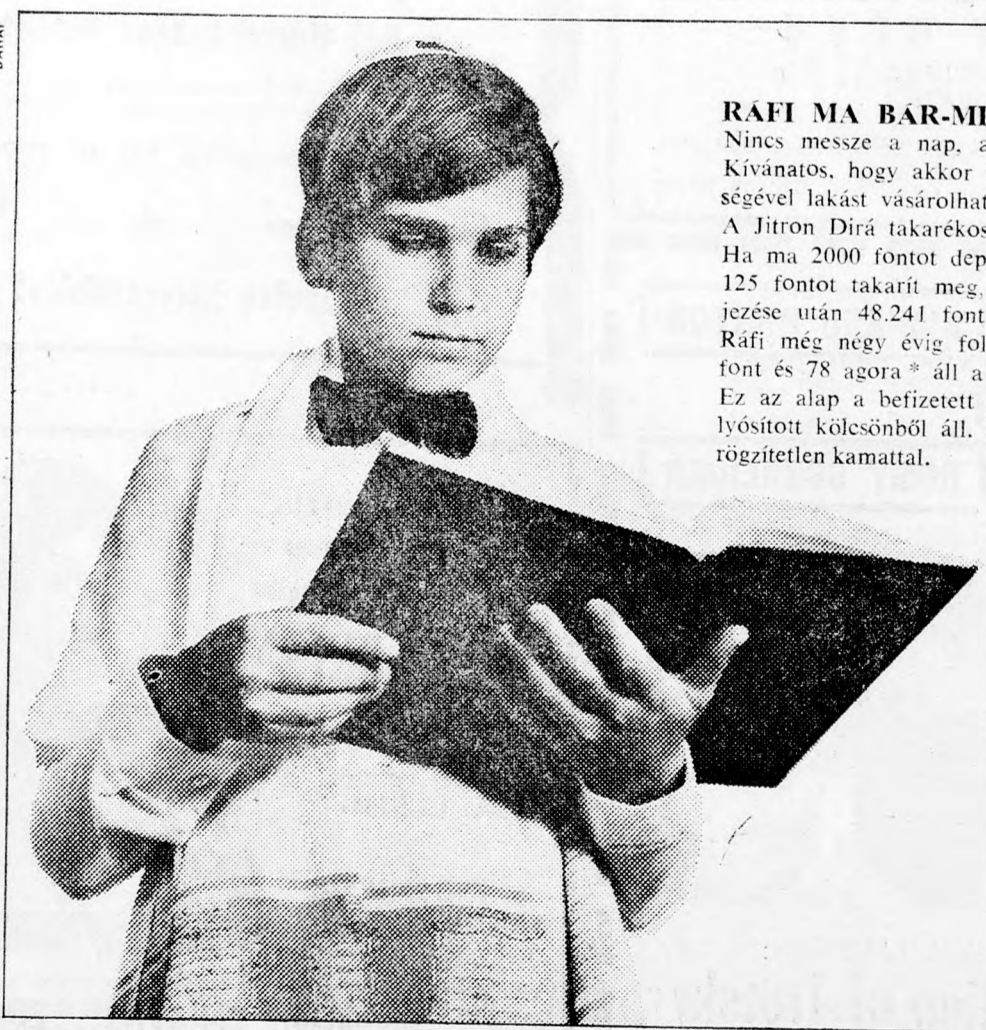 RÁFI MA BÁR-MI
Nincs messze a nap, a
Kívánatos, hogy akkor
ségével lakást vásárolhat
A Jitron Dirá takarékos
Ha ma 2000 fontot dep
125 fontot takarít meg,
jezése után 48.241 font
Ráfi még négy évig fol
font és 78 agora * áll a
Ez az alap a befizetett
lyósított kölcsönből áll.
rögzítetlen kamattal.